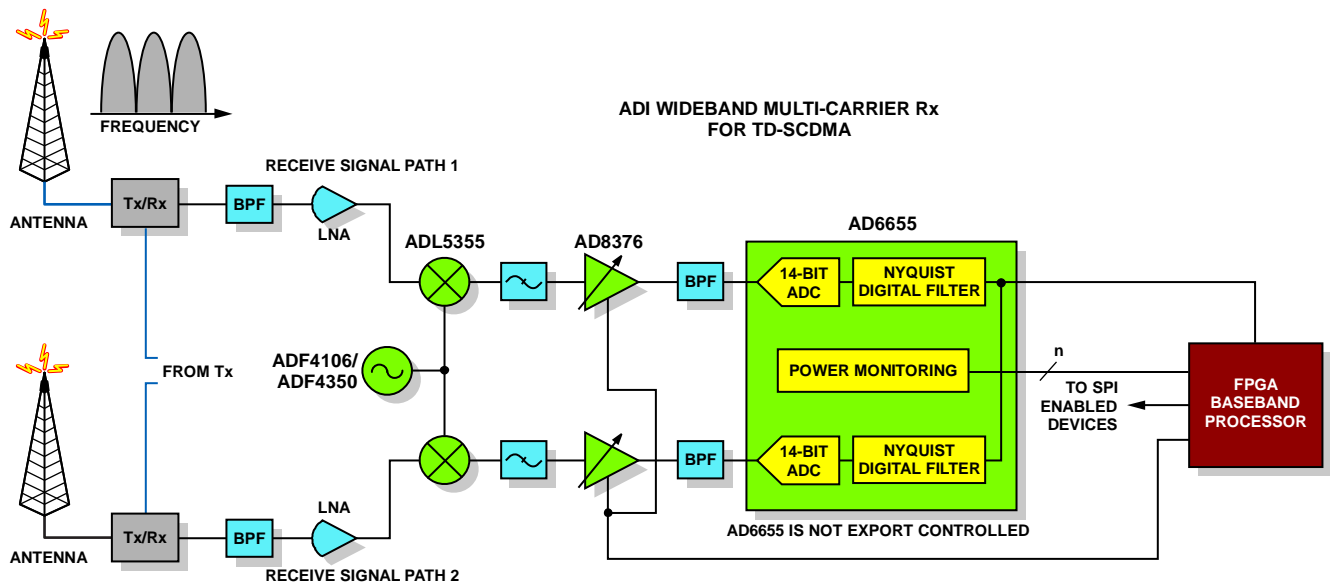 FREQUENCY
ADI WIDEBAND MULTI-CARRIER Rx
FOR TD-SCDMA
RECEIVE SIGNAL PATH 1
ANTENNA
Tx/Rx
BPF
LNA
ADL5355
AD8376
BPF
AD6655
14-BIT
ADC
NYQUIST
DIGITAL FILTER
FROM Tx
ADF4106/
ADF4350
POWER MONITORING
n
TO SPI
ENABLED
DEVICES
FPGA
BASEBAND
PROCESSOR
BPF
14-BIT
ADC
NYQUIST
DIGITAL FILTER
ANTENNA
Tx/Rx
BPF
LNA
RECEIVE SIGNAL PATH 2
AD6655 IS NOT EXPORT CONTROLLED